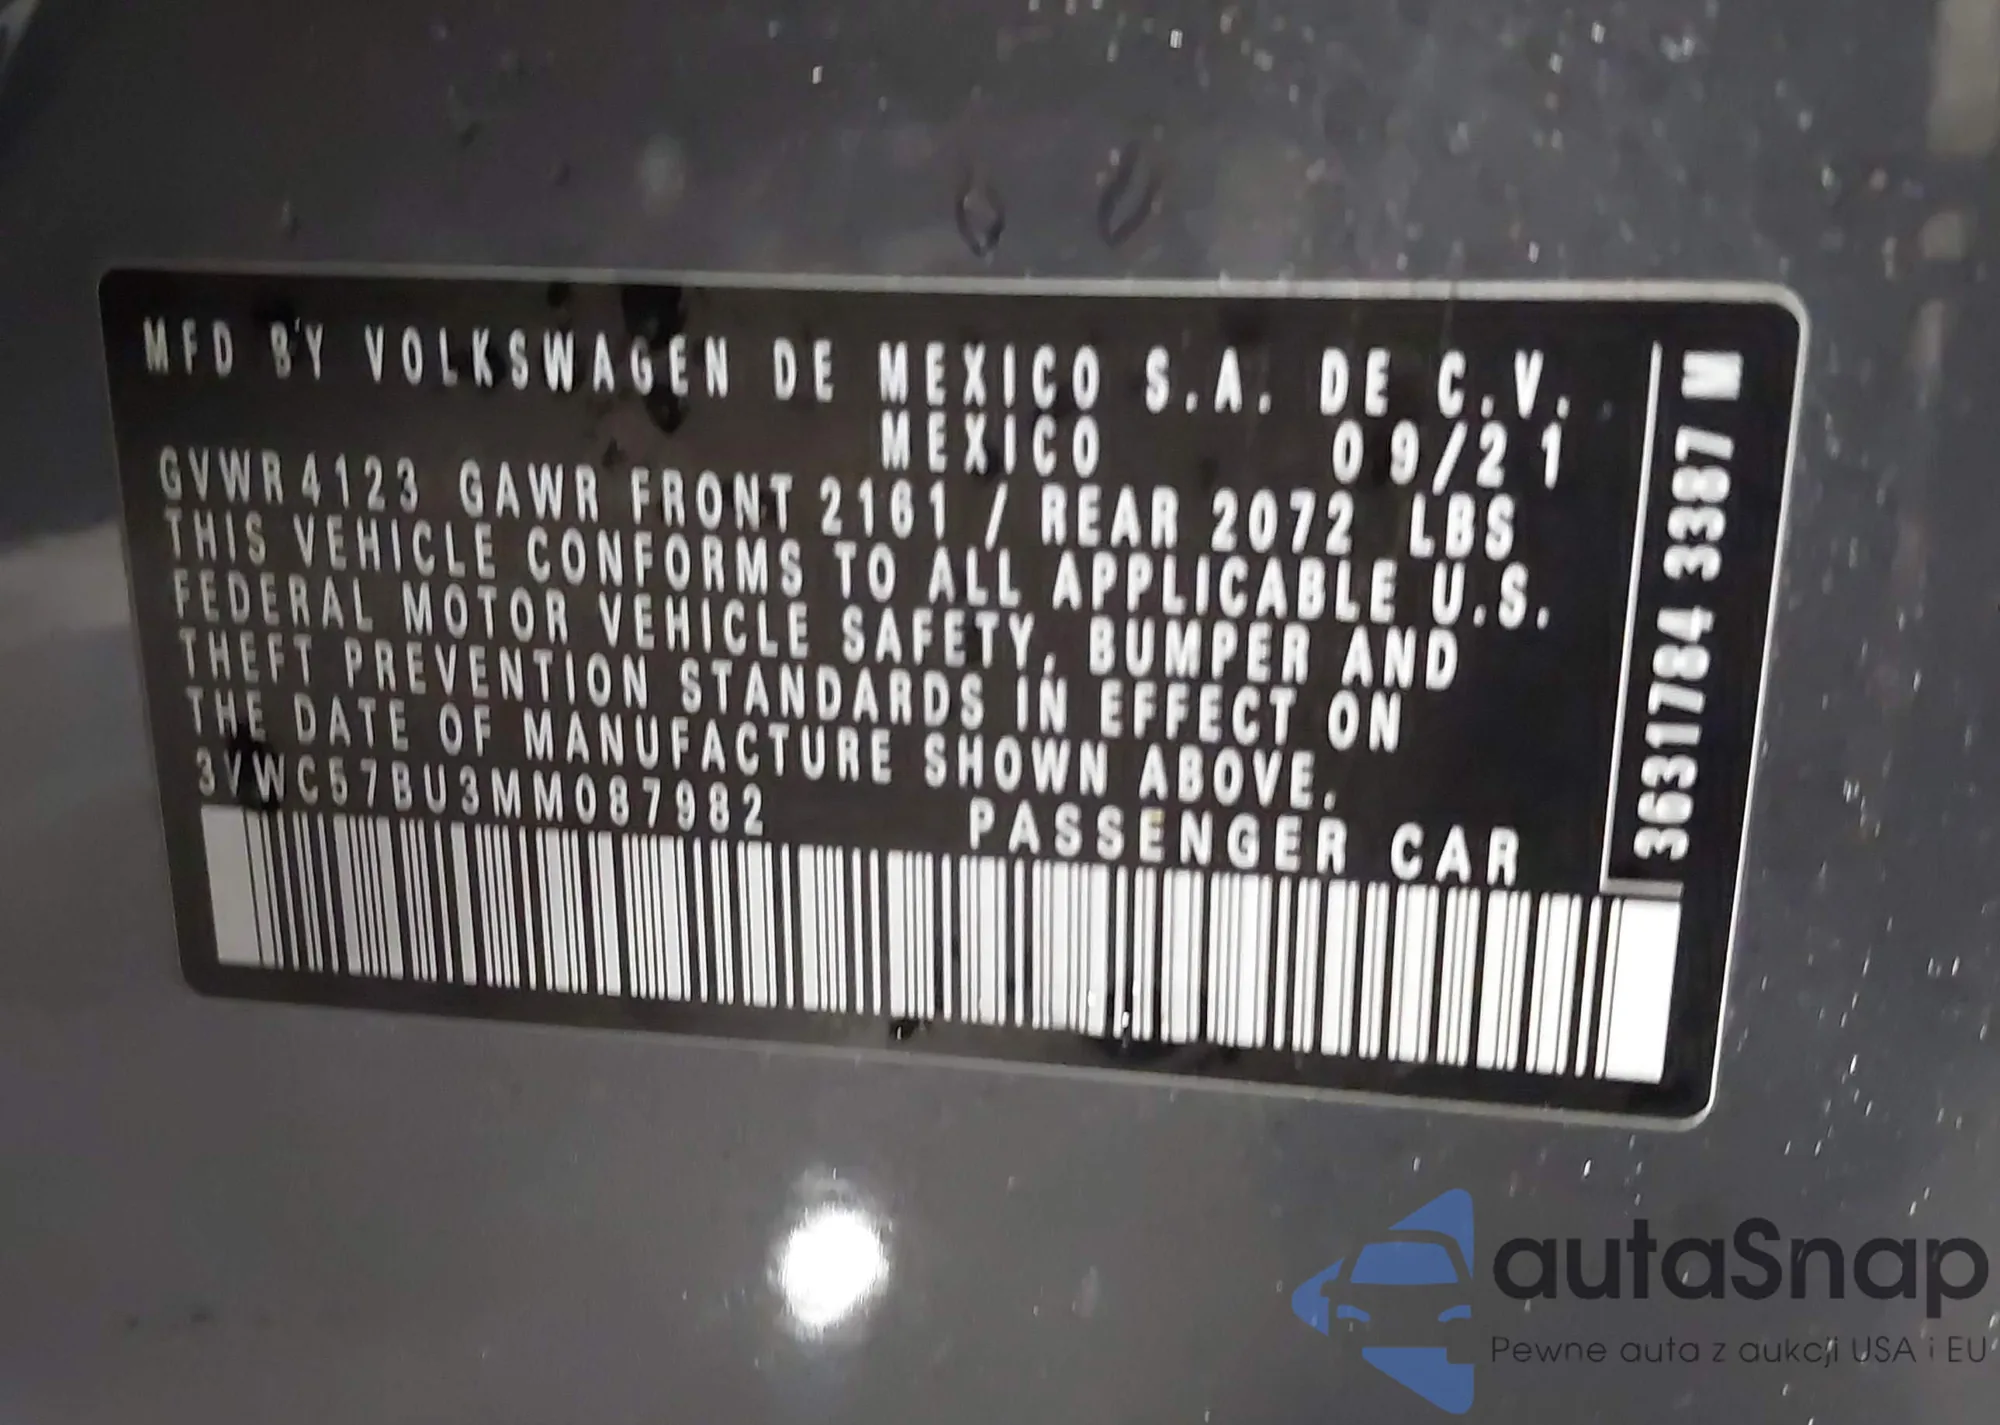 MFD BY VOLKSWAGEN DE MEXICO S.A. DE C.V.
MEXICO 09/21
GVWR 4123 GAWR FRONT 2161 / REAR 2072 LBS
THIS VEHICLE CONFORMS TO ALL APPLICABLE U.S.
FEDERAL MOTOR VEHICLE SAFETY, BUMPER AND
THEFT PREVENTION STANDARDS IN EFFECT ON
THE DATE OF MANUFACTURE SHOWN ABOVE.
3VWC57BU3MM087982 PASSENGER CAR
3631784 3387 M
autaSnap
Pewne auta z aukcji USA i EU